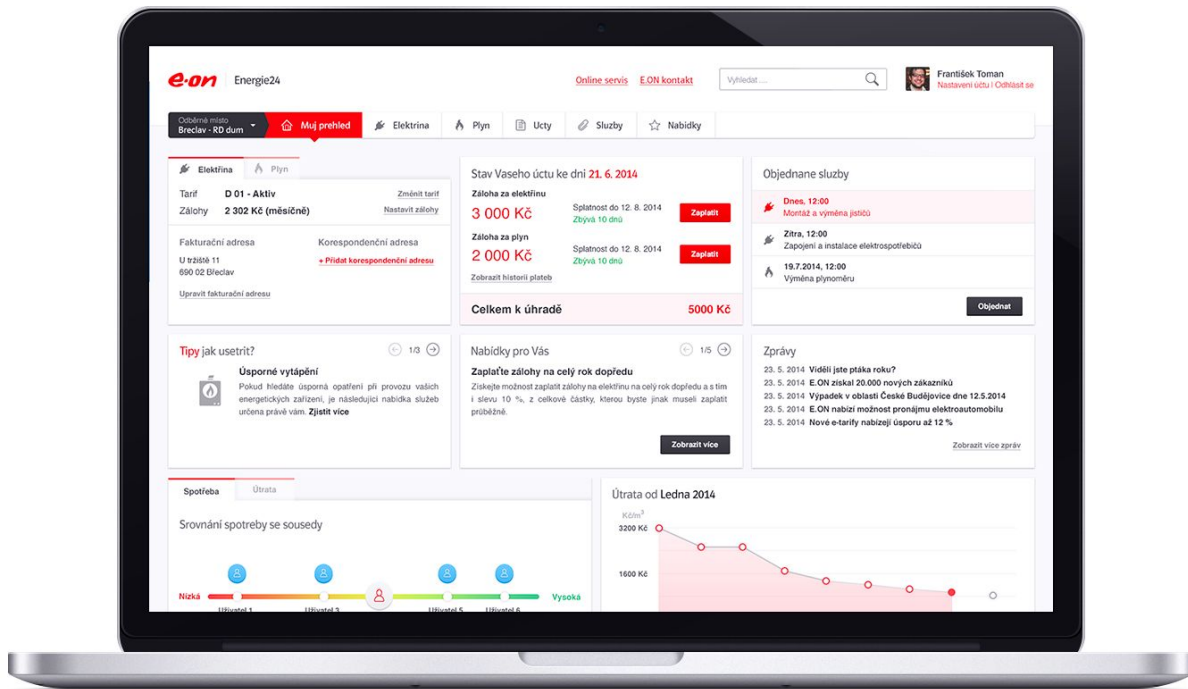 e·on Energie24
Online servis E.ON kontakt
Vyhledat ....
František Toman
Nastavení účtu | Odhlásit se
Odběrné místo
Breclav - RD dum
Muj prehled
Elektrina
Plyn
Ucty
Sluzby
Nabidky
Elektřina Plyn
Tarif D 01 - Aktiv Změnit tarif
Zálohy 2 302 Kč (měsíčně) Nastavit zálohy
Fakturační adresa
U tržiště 11
690 02 Břeclav
Upravit fakturační adresu
Korespondenční adresa
+ Přidat korespondenční adresu
Stav Vaseho úctu ke dni 21. 6. 2014
Záloha za elektřinu
3 000 Kč
Splatnost do 12. 8. 2014
Zbývá 10 dnů
Zaplatit
Záloha za plyn
2 000 Kč
Splatnost do 12. 8. 2014
Zbývá 10 dnů
Zaplatit
Zobrazit historii plateb
Celkem k úhradě 5000 Kč
Objednane sluzby
Dnes, 12:00
Montáž a výměna jističů
Zítra, 12:00
Zapojení a instalace elektrospotřebičů
19.7.2014, 12:00
Výměna plynoměru
Objednat
Tipy jak usetrit?
1/3
Úsporné vytápění
Pokud hledáte úsporná opatření při provozu vašich
energetických zařízení, je následující nabídka služeb
určena právě vám. Zjistit více
Nabídky pro Vás
1/5
Zaplaťte zálohy na celý rok dopředu
Získejte možnost zaplatit zálohy na elektřinu na celý rok dopředu a s tím
i slevu 10 %, z celkové částky, kterou byste jinak museli zaplatit
průběžně.
Zobrazit více
Zprávy
23. 5. 2014 Viděli jste ptáka roku?
23. 5. 2014 E.ON získal 20.000 nových zákazníků
23. 5. 2014 Výpadek v oblasti České Budějovice dne 12.5.2014
23. 5. 2014 E.ON nabízí možnost pronájmu elektroautomobilu
23. 5. 2014 Nové e-tarify nabízejí úsporu až 12 %
Zobrazit více zpráv
Spotřeba Útrata
Srovnání spotreby se sousedy
Nízká Vysoká
Uživatel 1 Uživatel 3 Uživatel 5 Uživatel 6
Útrata od Ledna 2014
Kč/m³
3200 Kč
1600 Kč